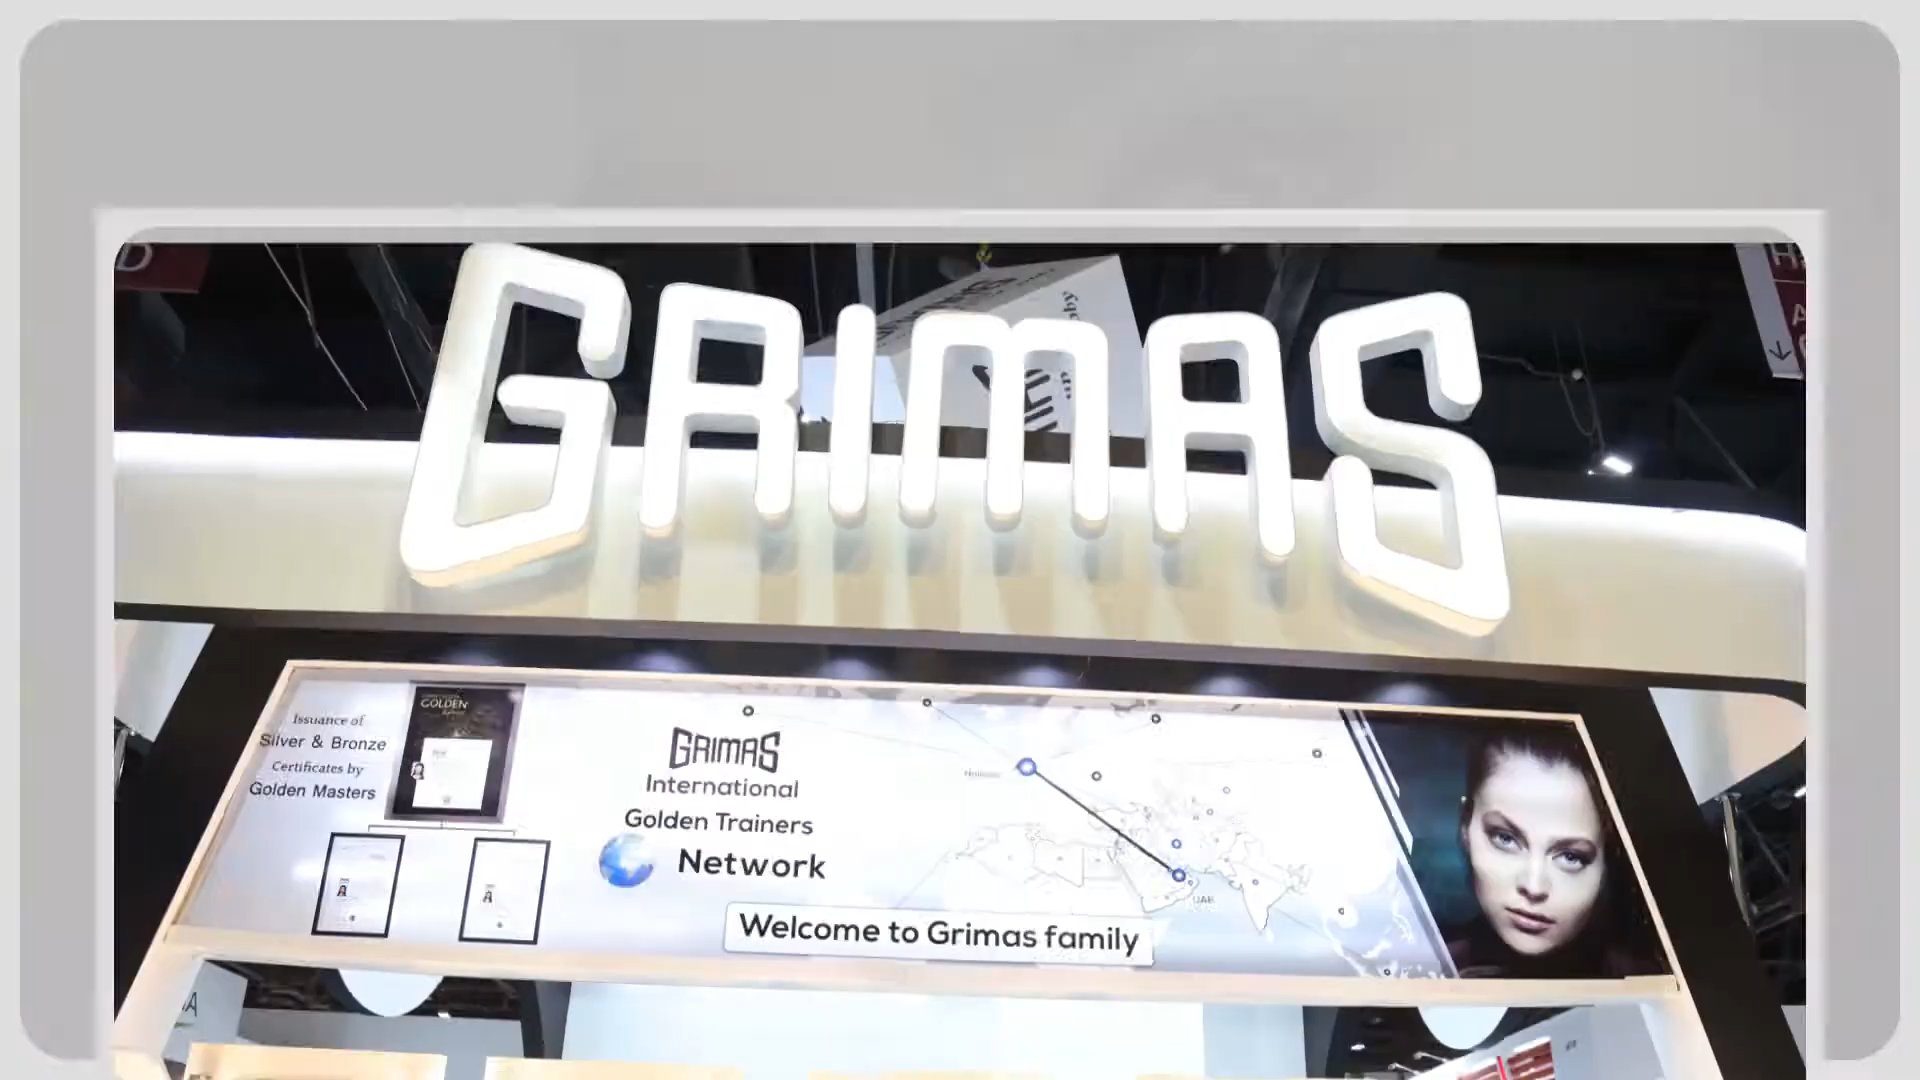 D
GRIMAS
Issuance of
Silver & Bronze
Certificates by
Golden Masters
GOLDEN
GRIMAS
International
Golden Trainers
Network
Welcome to Grimas family
UAE